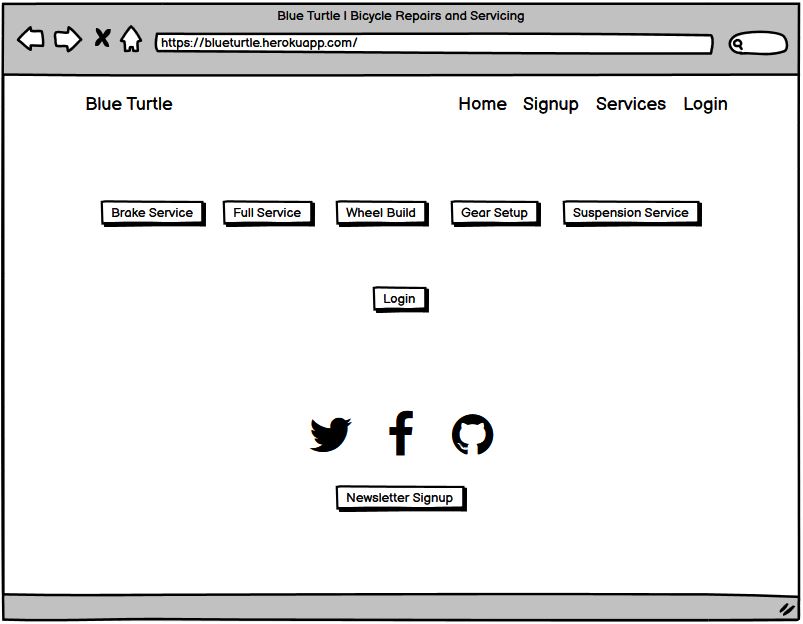 Blue Turtle | Bicycle Repairs and Servicing
https://blueturtle.herokuapp.com/
Blue Turtle Home Signup Services Login
Brake Service Full Service Wheel Build Gear Setup Suspension Service
Login
Newsletter Signup